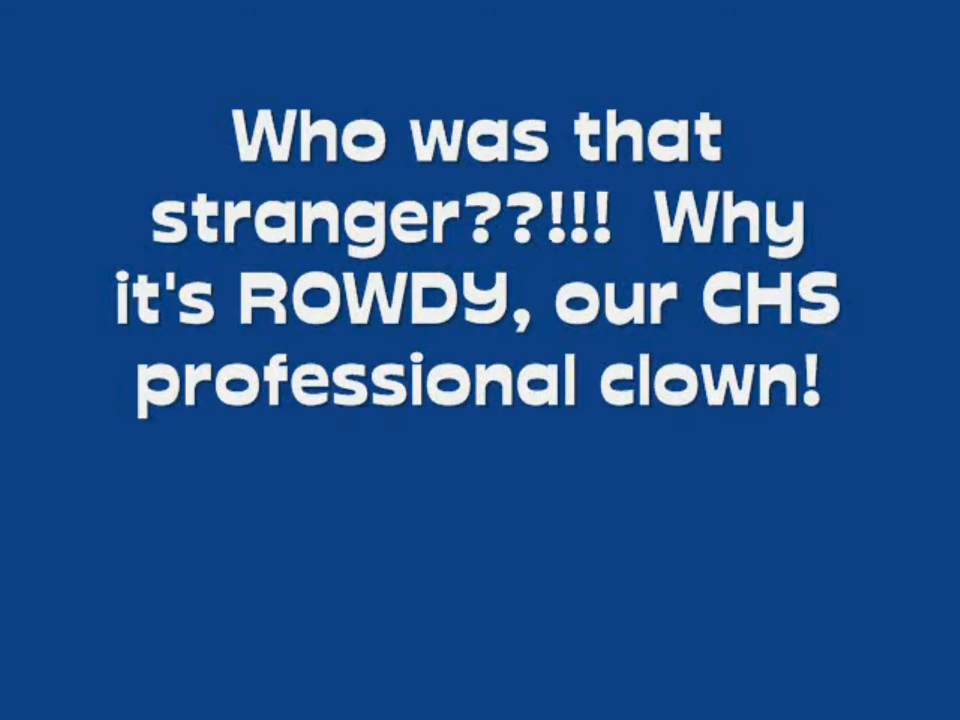 Who was that
stranger??!!!  Why
it's ROWDY, our CHS
professional clown!